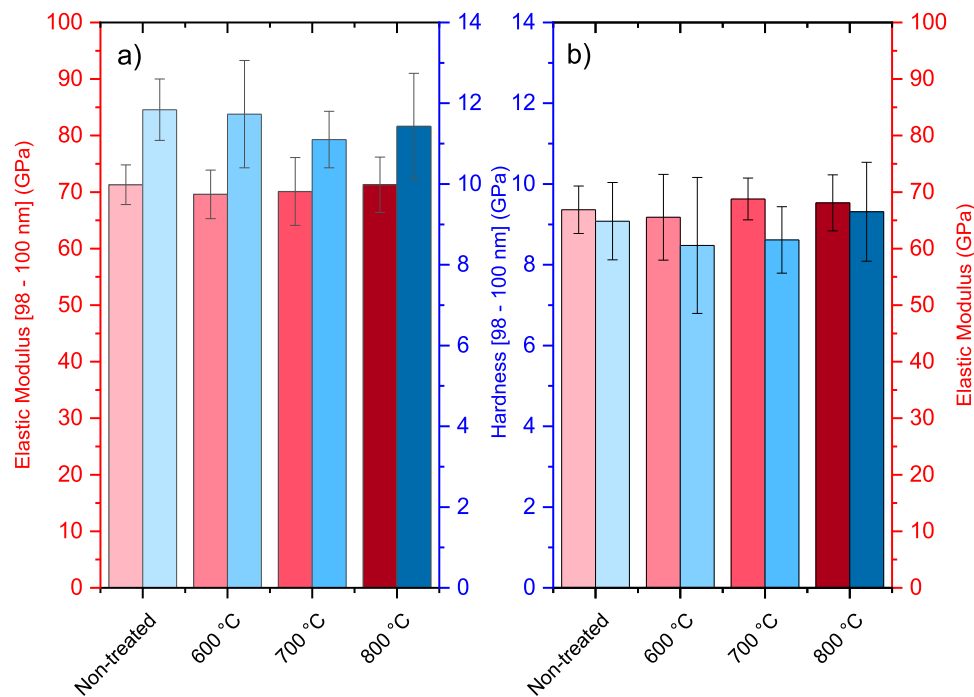 a)
Elastic Modulus [98 - 100 nm] (GPa)
100
90
80
70
60
50
40
30
20
10
0
14
12
10
8
6
4
2
0
Non-treated
600 °C
700 °C
800 °C
b)
Hardness [98 - 100 nm] (GPa)
14
12
10
8
6
4
2
0
100
90
80
70
60
50
40
30
20
10
0
Elastic Modulus (GPa)
Non-treated
600 °C
700 °C
800 °C